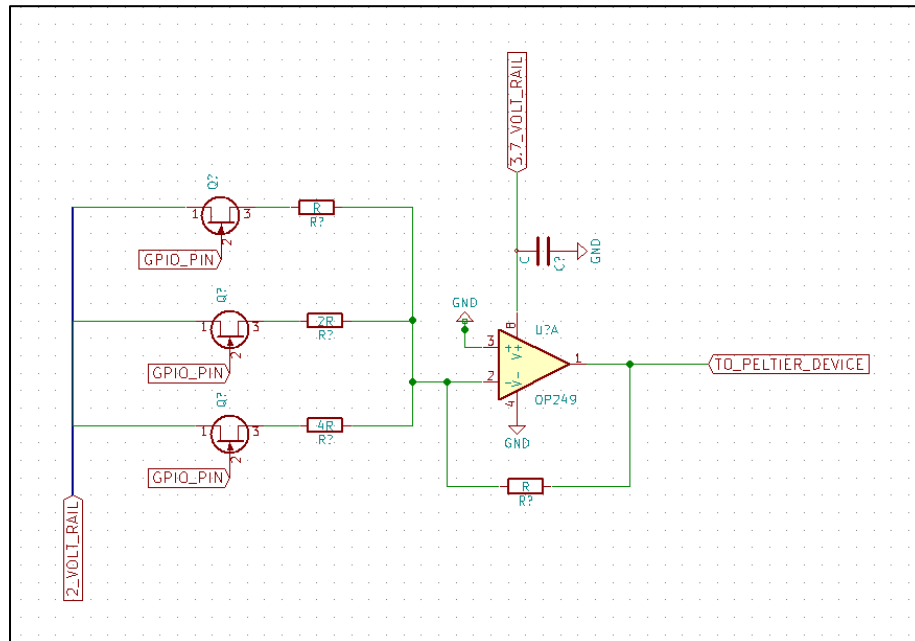 3.7_VOLT_RAIL
Q?
1
3
2
R
R?
GPIO_PIN
C
C?
GND
Q?
1
3
2
2R
R?
GPIO_PIN
GND
U?A
8
3
+
V+
1
TO_PELTIER_DEVICE
2
-
V-
4
OP249
GND
Q?
1
3
2
4R
R?
GPIO_PIN
R
R?
2_VOLT_RAIL